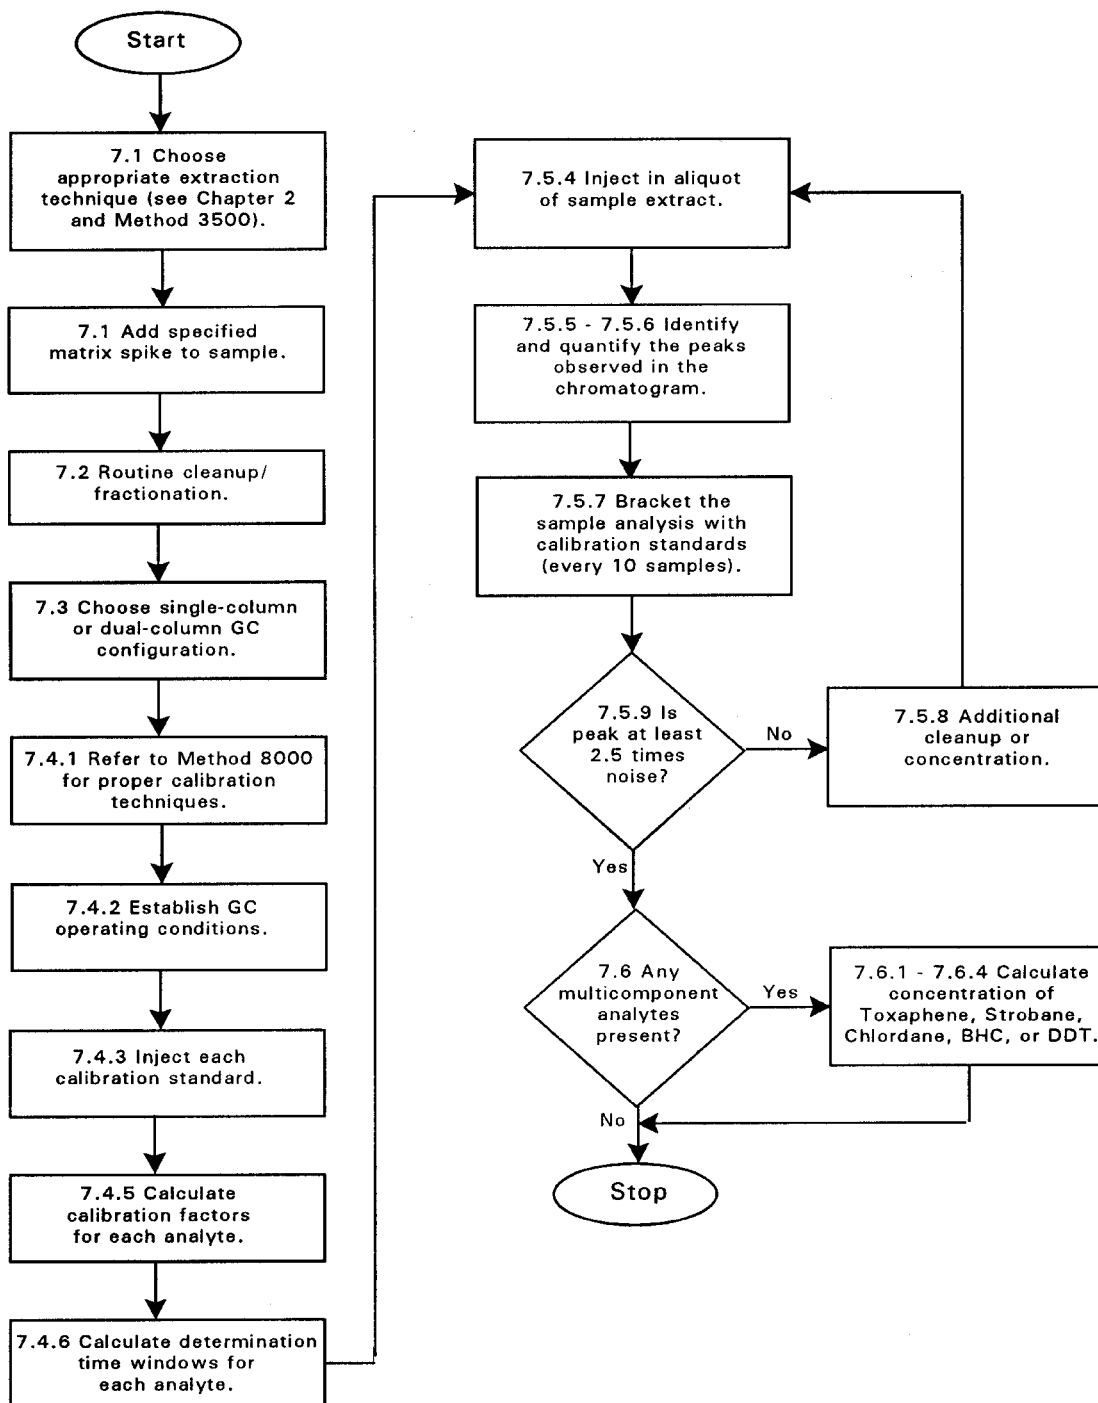 Start
7.1 Choose
appropriate extraction
technique (see Chapter 2
and Method 3500).
7.1 Add specified
matrix spike to sample.
7.2 Routine cleanup/
fractionation.
7.3 Choose single-column
or dual-column GC
configuration.
7.4.1 Refer to Method 8000
for proper calibration
techniques.
7.4.2 Establish GC
operating conditions.
7.4.3 Inject each
calibration standard.
7.4.5 Calculate
calibration factors
for each analyte.
7.4.6 Calculate determination
time windows for
each analyte.
7.5.4 Inject in aliquot
of sample extract.
7.5.5 - 7.5.6 Identify
and quantify the peaks
observed in the
chromatogram.
7.5.7 Bracket the
sample analysis with
calibration standards
(every 10 samples).
7.5.9 Is
peak at least
2.5 times
noise?
No
7.5.8 Additional
cleanup or
concentration.
Yes
7.6 Any
multicomponent
analytes
present?
Yes
7.6.1 - 7.6.4 Calculate
concentration of
Toxaphene, Strobane,
Chlordane, BHC, or DDT.
No
Stop